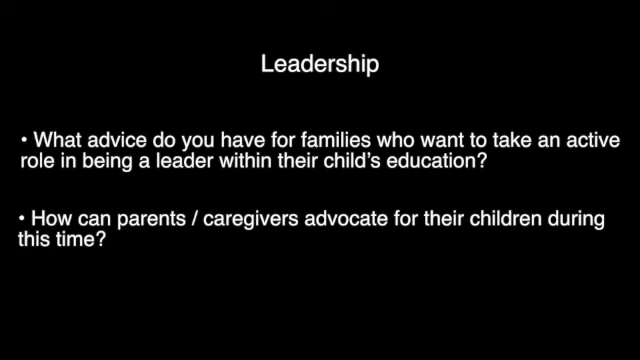 Leadership
• What advice do you have for families who want to take an active
role in being a leader within their child's education?
• How can parents / caregivers advocate for their children during
this time?